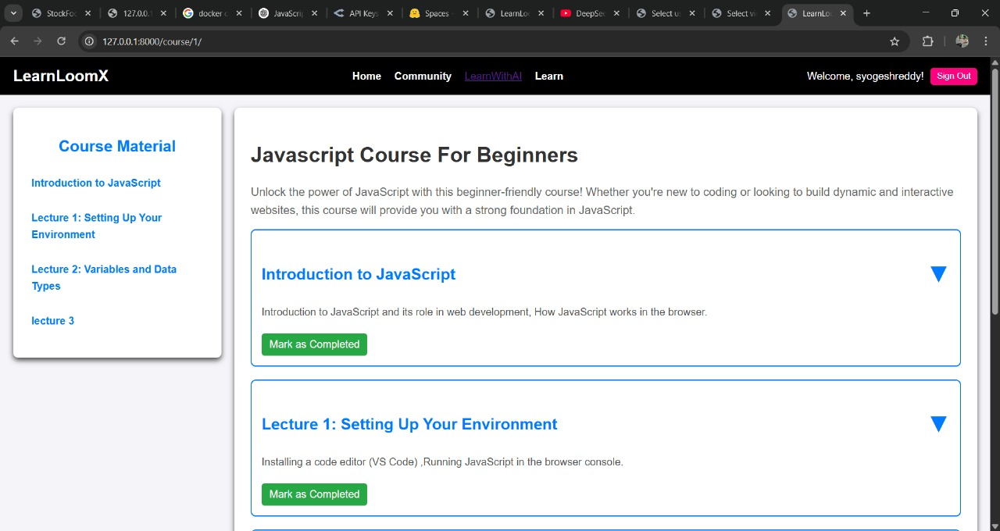 StockFo
127.0.0.1
docker c
JavaScrip
API Keys
Spaces
LearnLo
DeepSe
Select u
Select vi
LearnLo
127.0.0.1:8000/course/1/
LearnLoomX
Home Community LearnWithAI Learn
Welcome, syogeshreddy! Sign Out
Course Material
Introduction to JavaScript
Lecture 1: Setting Up Your
Environment
Lecture 2: Variables and Data
Types
lecture 3
Javascript Course For Beginners
Unlock the power of JavaScript with this beginner-friendly course! Whether you're new to coding or looking to build dynamic and interactive
websites, this course will provide you with a strong foundation in JavaScript.
Introduction to JavaScript
Introduction to JavaScript and its role in web development, How JavaScript works in the browser.
Mark as Completed
Lecture 1: Setting Up Your Environment
Installing a code editor (VS Code) ,Running JavaScript in the browser console.
Mark as Completed